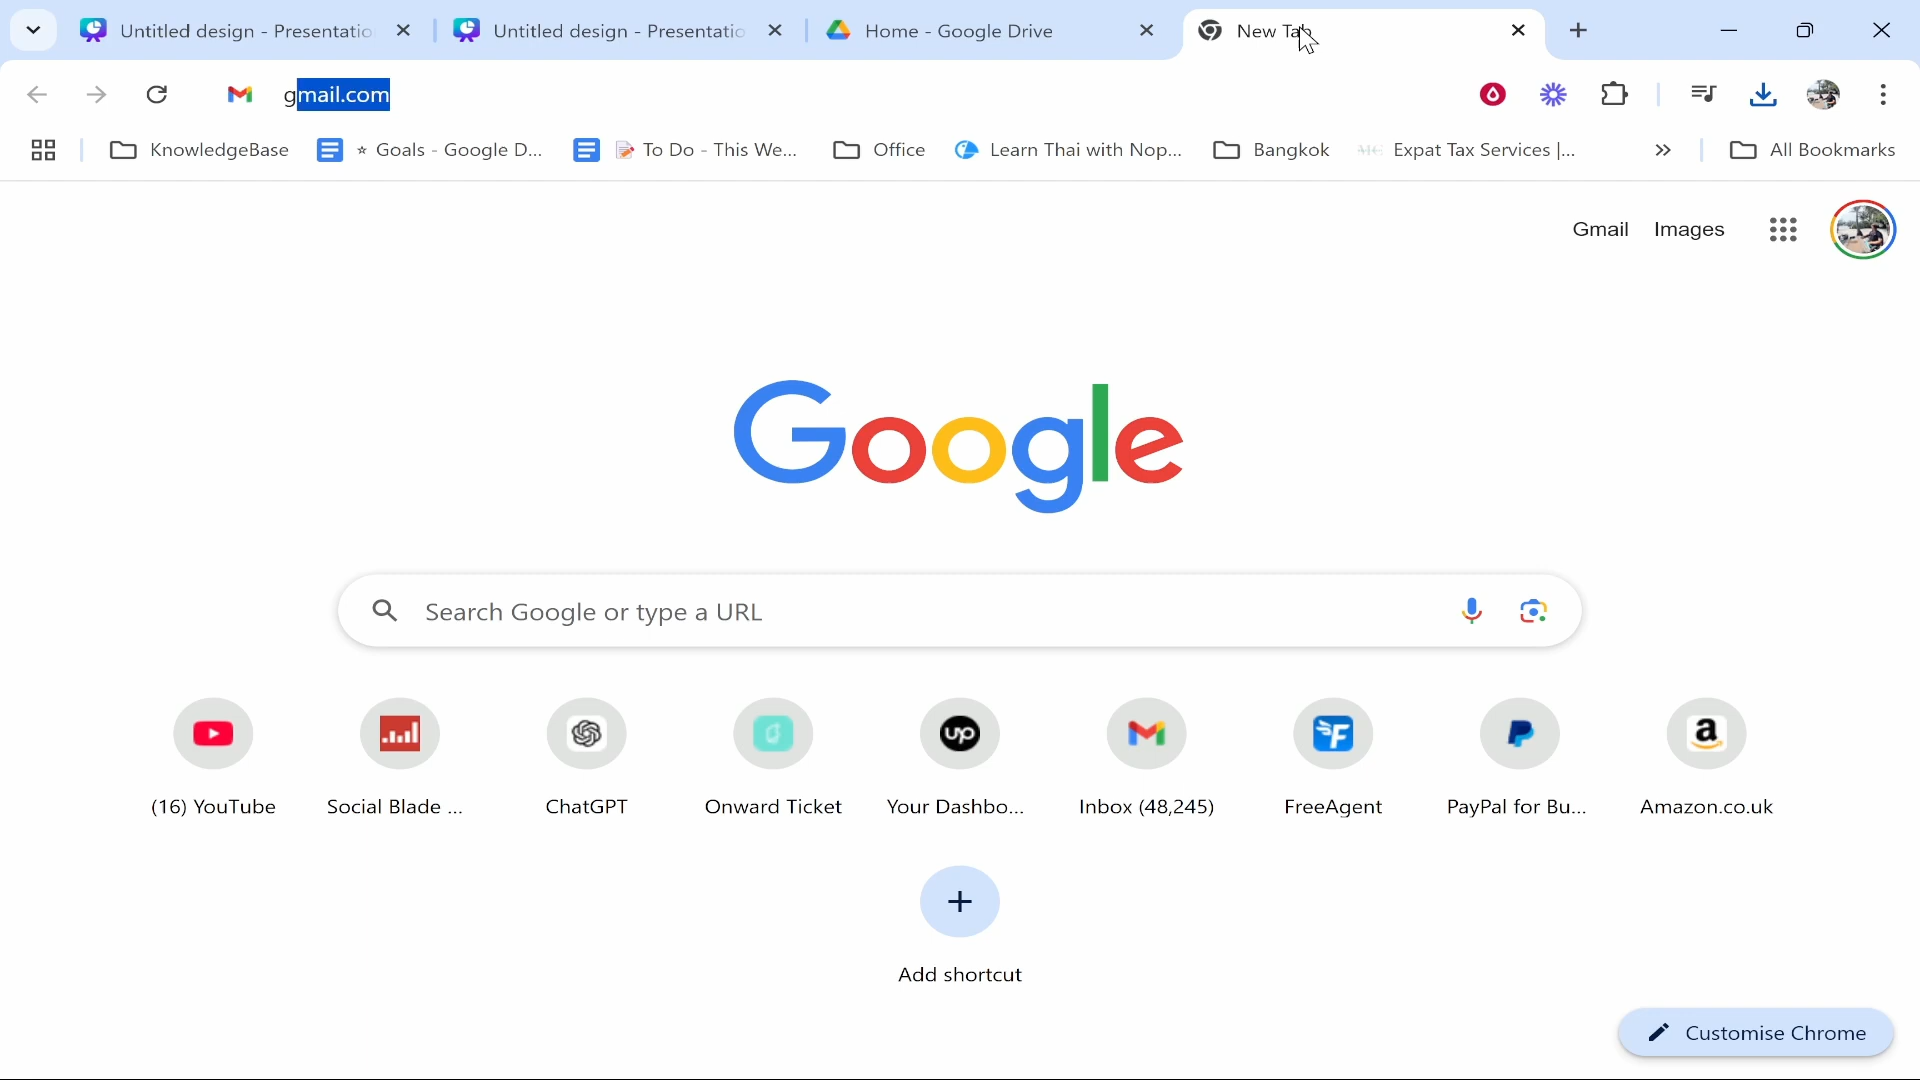 Untitled design - Presentatio
Untitled design - Presentatio
Home - Google Drive
New Tab
gmail.com
KnowledgeBase
Goals - Google D...
To Do - This We...
Office
Learn Thai with Nop...
Bangkok
Expat Tax Services |...
All Bookmarks
Gmail
Images
Google
Search Google or type a URL
up
F
a
(16) YouTube
Social Blade ...
ChatGPT
Onward Ticket
Your Dashbo...
Inbox (48,245)
FreeAgent
PayPal for Bu...
Amazon.co.uk
Add shortcut
Customise Chrome